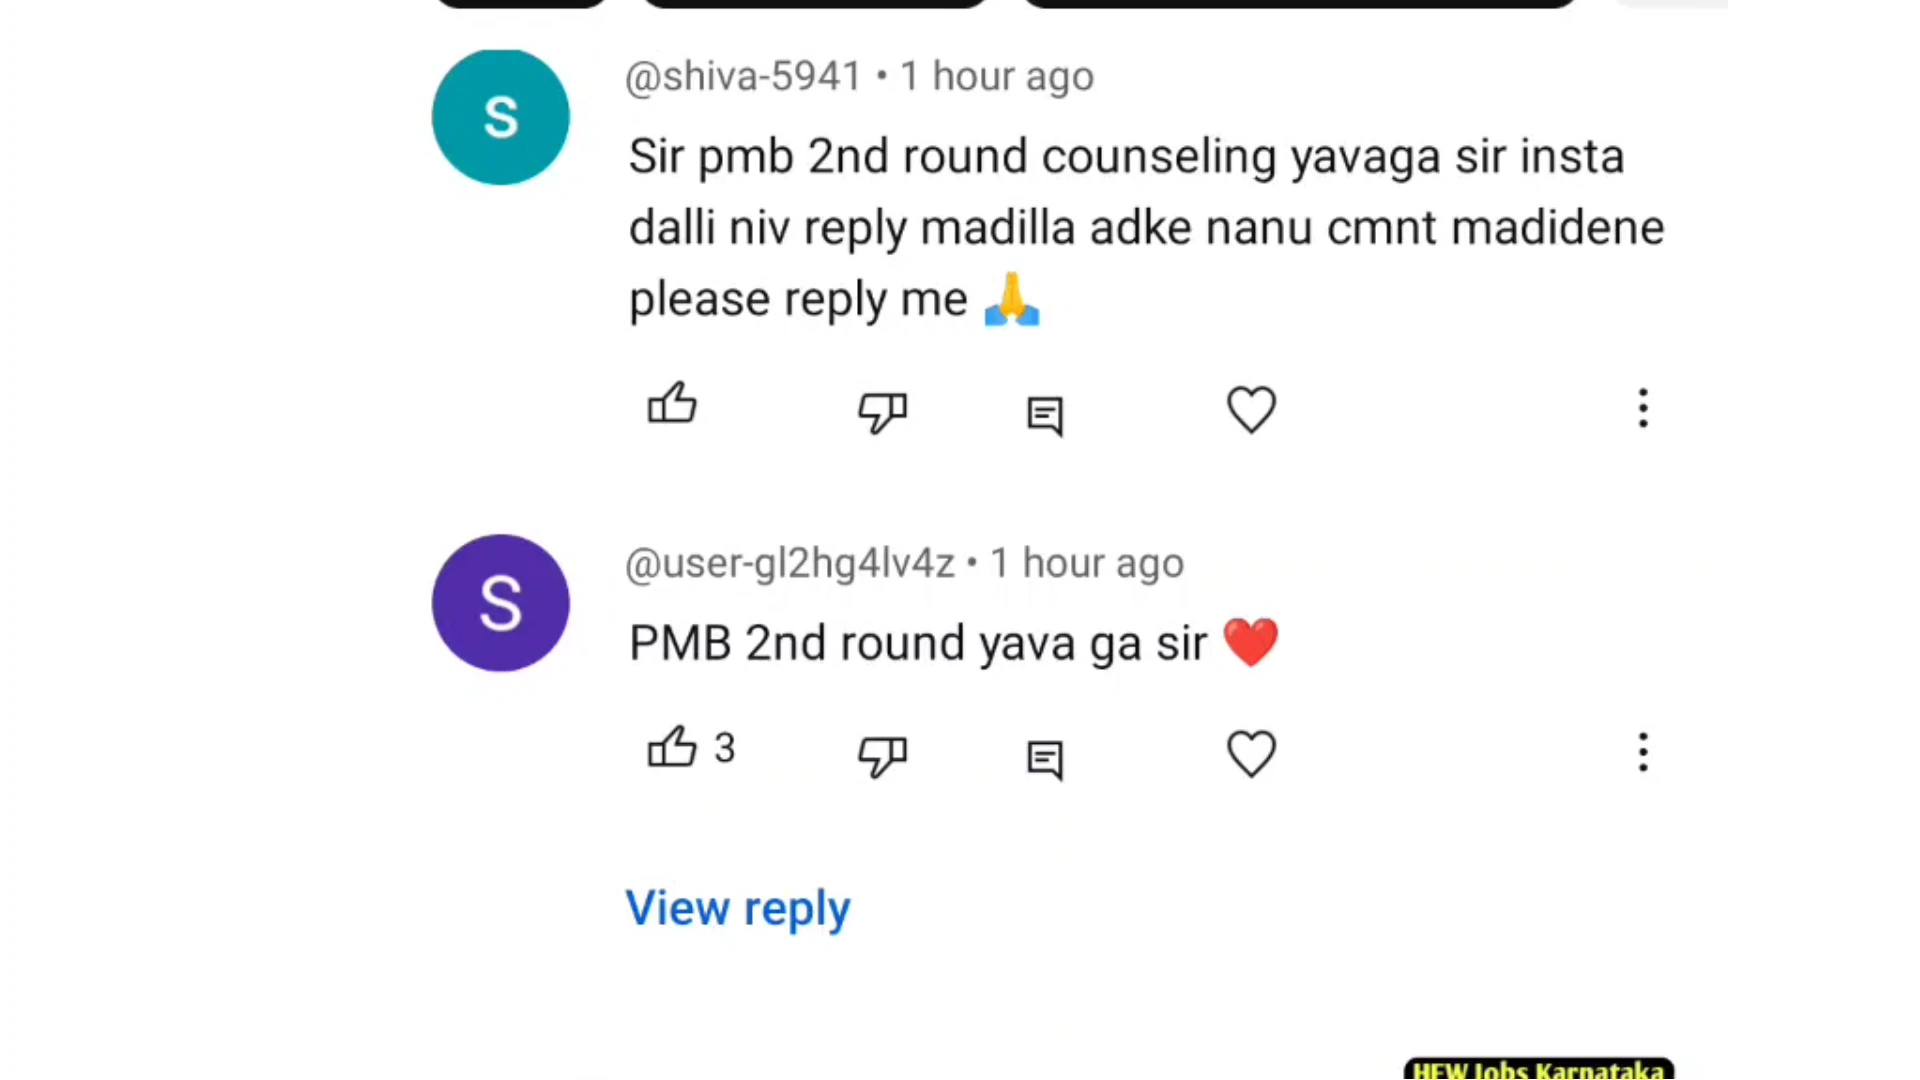 S
@shiva-5941 • 1 hour ago
Sir pmb 2nd round counseling yavaga sir insta
dalli niv reply madilla adke nanu cmnt madidene
please reply me 🙏
S
@user-gl2hg4lv4z • 1 hour ago
PMB 2nd round yava ga sir ❤️
3
View reply
HFW Jobs Karnataka